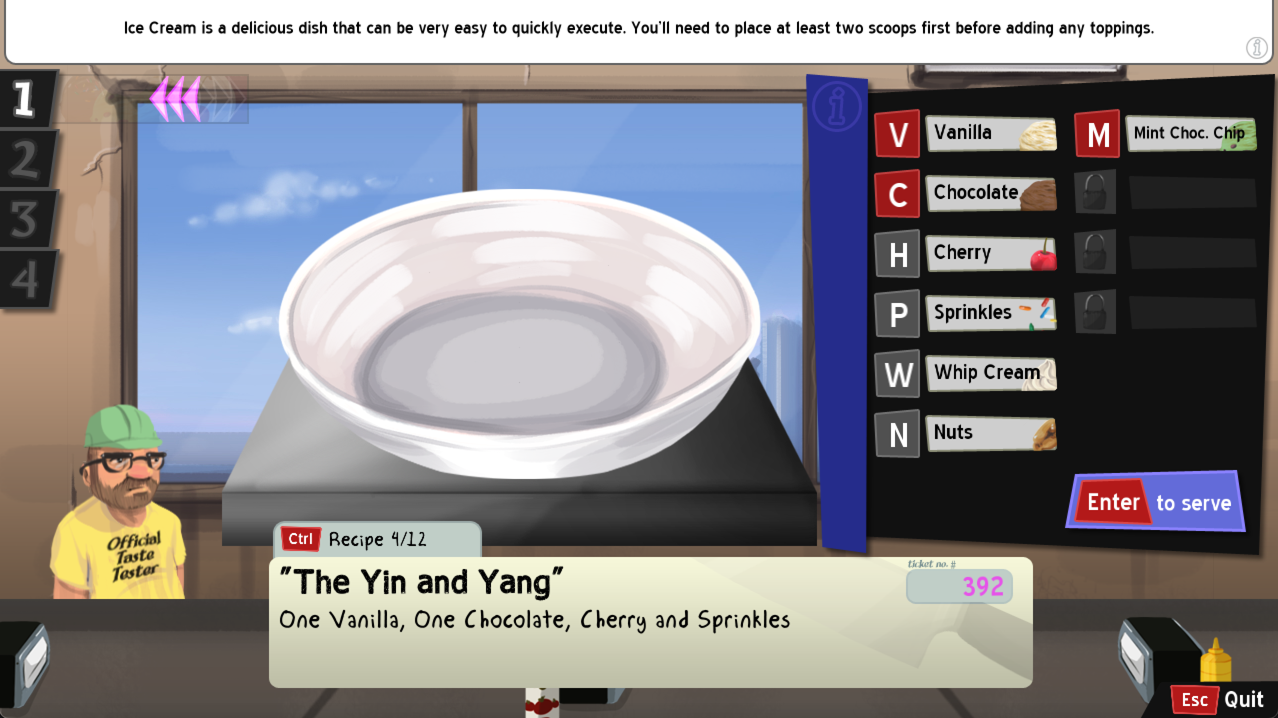 Ice Cream is a delicious dish that can be very easy to quickly execute. You'll need to place at least two scoops first before adding any toppings.
1
2
3
4
V Vanilla
M Mint Choc. Chip
C Chocolate
H Cherry
P Sprinkles
W Whip Cream
N Nuts
Enter to serve
Official
Taste
Tester
Ctrl Recipe 4/12
"The Yin and Yang"
ticket no. #
392
One Vanilla, One Chocolate, Cherry and Sprinkles
Esc Quit